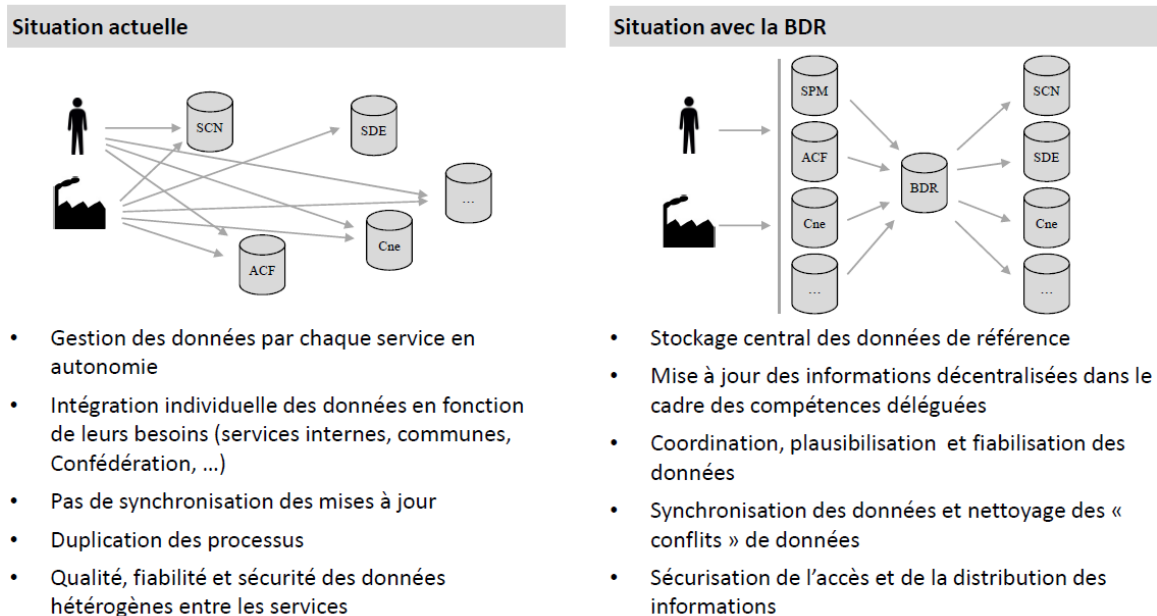 Situation actuelle
SCN
SDE
...
Cne
ACF
• Gestion des données par chaque service en
autonomie
• Intégration individuelle des données en fonction
de leurs besoins (services internes, communes,
Confédération, ...)
• Pas de synchronisation des mises à jour
• Duplication des processus
• Qualité, fiabilité et sécurité des données
hétérogènes entre les services
Situation avec la BDR
SPM
ACF
Cne
...
BDR
SCN
SDE
Cne
...
• Stockage central des données de référence
• Mise à jour des informations décentralisées dans le
cadre des compétences déléguées
• Coordination, plausibilisation et fiabilisation des
données
• Synchronisation des données et nettoyage des «
conflits » de données
• Sécurisation de l’accès et de la distribution des
informations